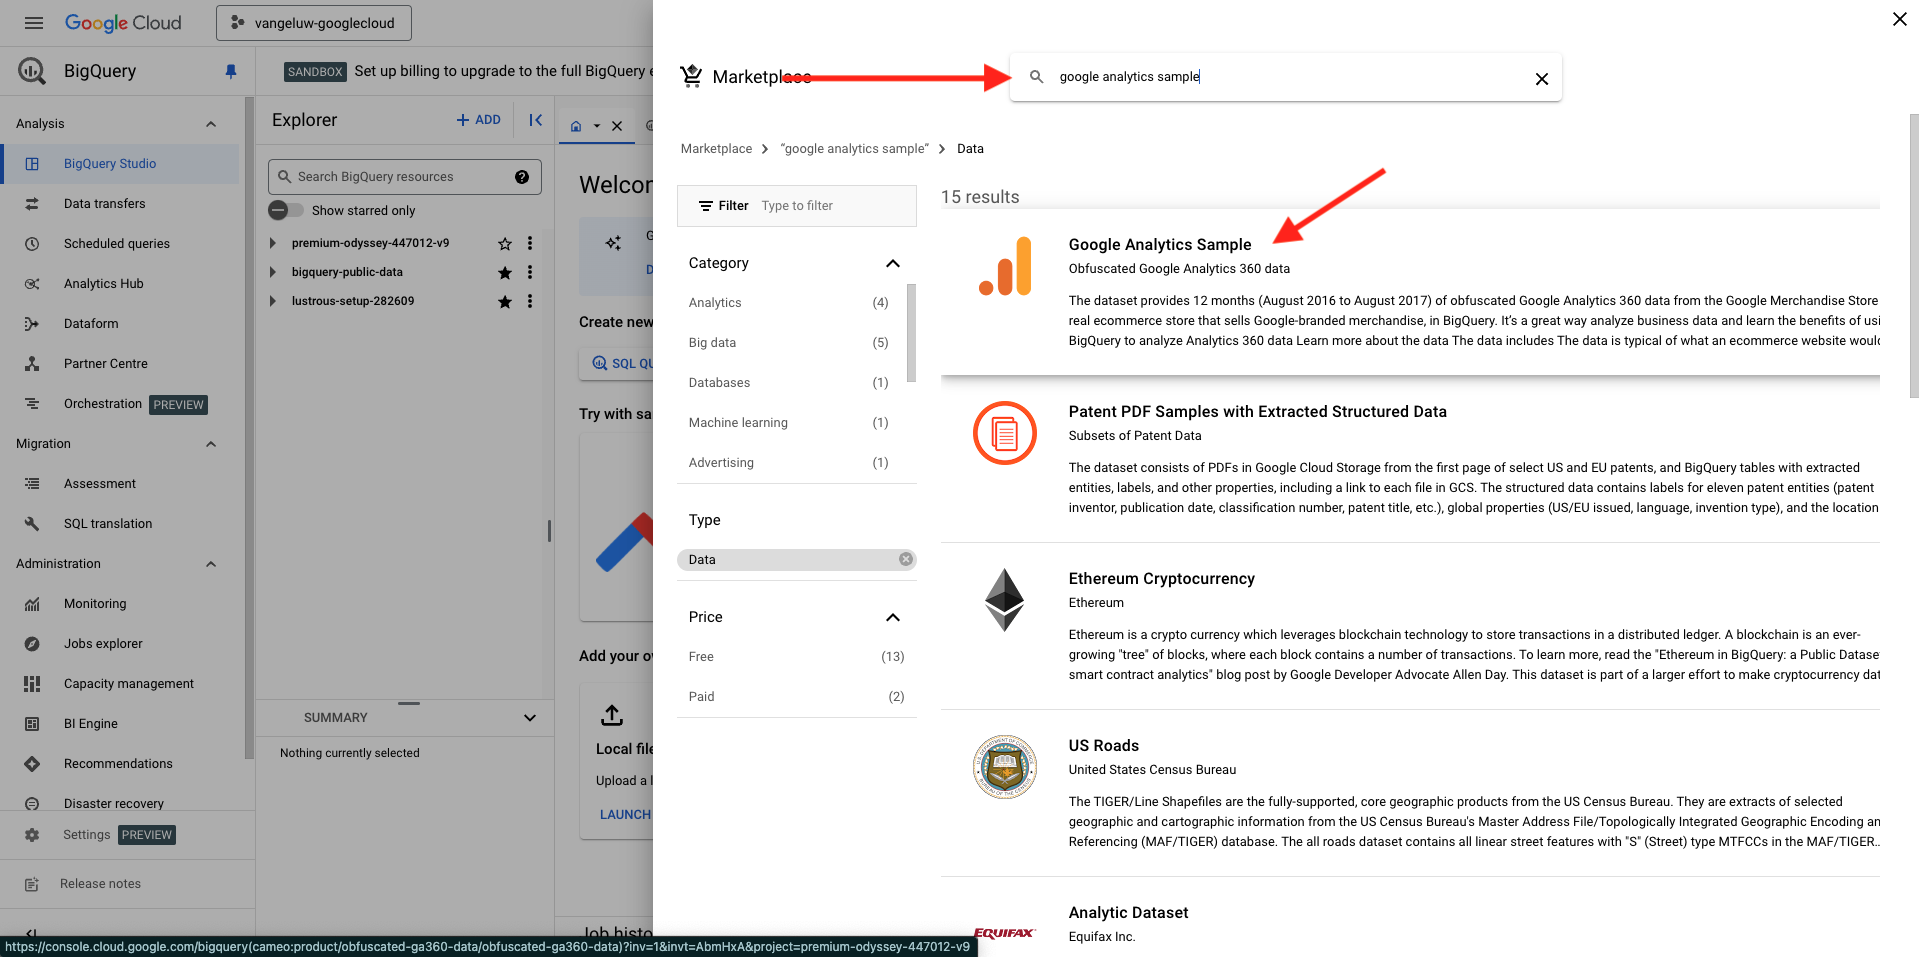 Google Cloud
vangeluw-googlecloud
BigQuery
SANDBOX Set up billing to upgrade to the full BigQuery e
Analysis
BigQuery Studio
Data transfers
Scheduled queries
Analytics Hub
Dataform
Partner Centre
Orchestration PREVIEW
Migration
Assessment
SQL translation
Administration
Monitoring
Jobs explorer
Capacity management
BI Engine
Recommendations
Disaster recovery
Settings PREVIEW
Release notes
Explorer
+ ADD
Search BigQuery resources
Show starred only
premium-odyssey-447012-v9
bigquery-public-data
lustrous-setup-282609
SUMMARY
Nothing currently selected
Welcom
G
D
Create new
SQL QU
Try with sa
Add your ow
Local file
Upload a l
LAUNCH
Job histo
Marketplace
google analytics sample
Marketplace > "google analytics sample" > Data
Filter Type to filter
Category
Analytics (4)
Big data (5)
Databases (1)
Machine learning (1)
Advertising (1)
Type
Data
Price
Free (13)
Paid (2)
15 results
Google Analytics Sample
Obfuscated Google Analytics 360 data
The dataset provides 12 months (August 2016 to August 2017) of obfuscated Google Analytics 360 data from the Google Merchandise Store
real ecommerce store that sells Google-branded merchandise, in BigQuery. It's a great way analyze business data and learn the benefits of usi
BigQuery to analyze Analytics 360 data Learn more about the data The data includes The data is typical of what an ecommerce website would
Patent PDF Samples with Extracted Structured Data
Subsets of Patent Data
The dataset consists of PDFs in Google Cloud Storage from the first page of select US and EU patents, and BigQuery tables with extracted
entities, labels, and other properties, including a link to each file in GCS. The structured data contains labels for eleven patent entities (patent
inventor, publication date, classification number, patent title, etc.), global properties (US/EU issued, language, invention type), and the location
Ethereum Cryptocurrency
Ethereum
Ethereum is a crypto currency which leverages blockchain technology to store transactions in a distributed ledger. A blockchain is an ever-
growing "tree" of blocks, where each block contains a number of transactions. To learn more, read the "Ethereum in BigQuery: a Public Datase
smart contract analytics" blog post by Google Developer Advocate Allen Day. This dataset is part of a larger effort to make cryptocurrency dat
US Roads
United States Census Bureau
The TIGER/Line Shapefiles are the fully-supported, core geographic products from the US Census Bureau. They are extracts of selected
geographic and cartographic information from the US Census Bureau's Master Address File/Topologically Integrated Geographic Encoding an
Referencing (MAF/TIGER) database. The all roads dataset contains all linear street features with "S" (Street) type MTFCCs in the MAF/TIGER..
EQUIFAX
Analytic Dataset
Equifax Inc.
https://console.cloud.google.com/bigquery(cameo:product/obfuscated-ga360-data/obfuscated-ga360-data)?inv=1&invt=AbmHxA&project=premium-odyssey-447012-v9